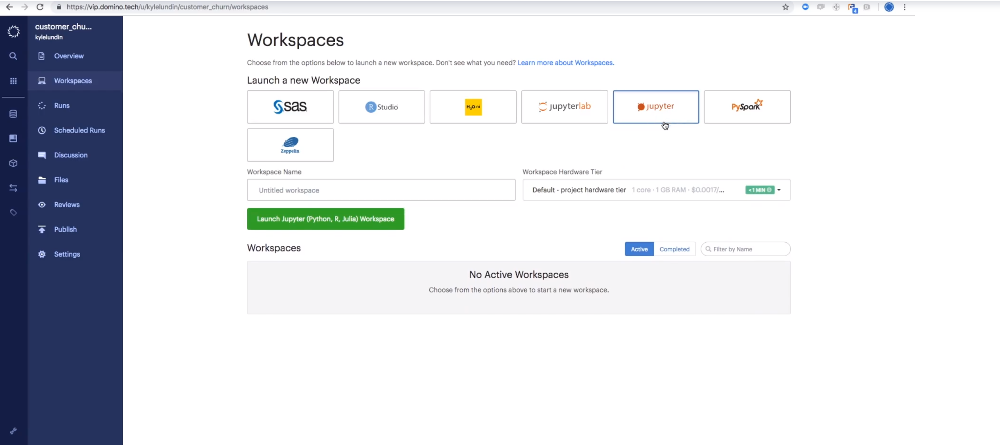 https://vip.domino.tech/u/kylelundin/customer_churn/workspaces
4
customer_chu...
kylelundin
Overview
Workspaces
Runs
Scheduled Runs
Discussion
Files
Reviews
Publish
Settings
Workspaces
Choose from the options below to launch a new workspace. Don't see what you need? Learn more about Workspaces.
Launch a new Workspace
sas
R Studio
H2O.ai
jupyterlab
jupyter
PySpark
Zeppelin
Workspace Name
Untitled workspace
Workspace Hardware Tier
Default - project hardware tier 1 core · 1 GB RAM · $0.0017/... <1 MIN
Launch Jupyter (Python, R, Julia) Workspace
Workspaces
Active
Completed
Filter by Name
No Active Workspaces
Choose from the options above to start a new workspace.